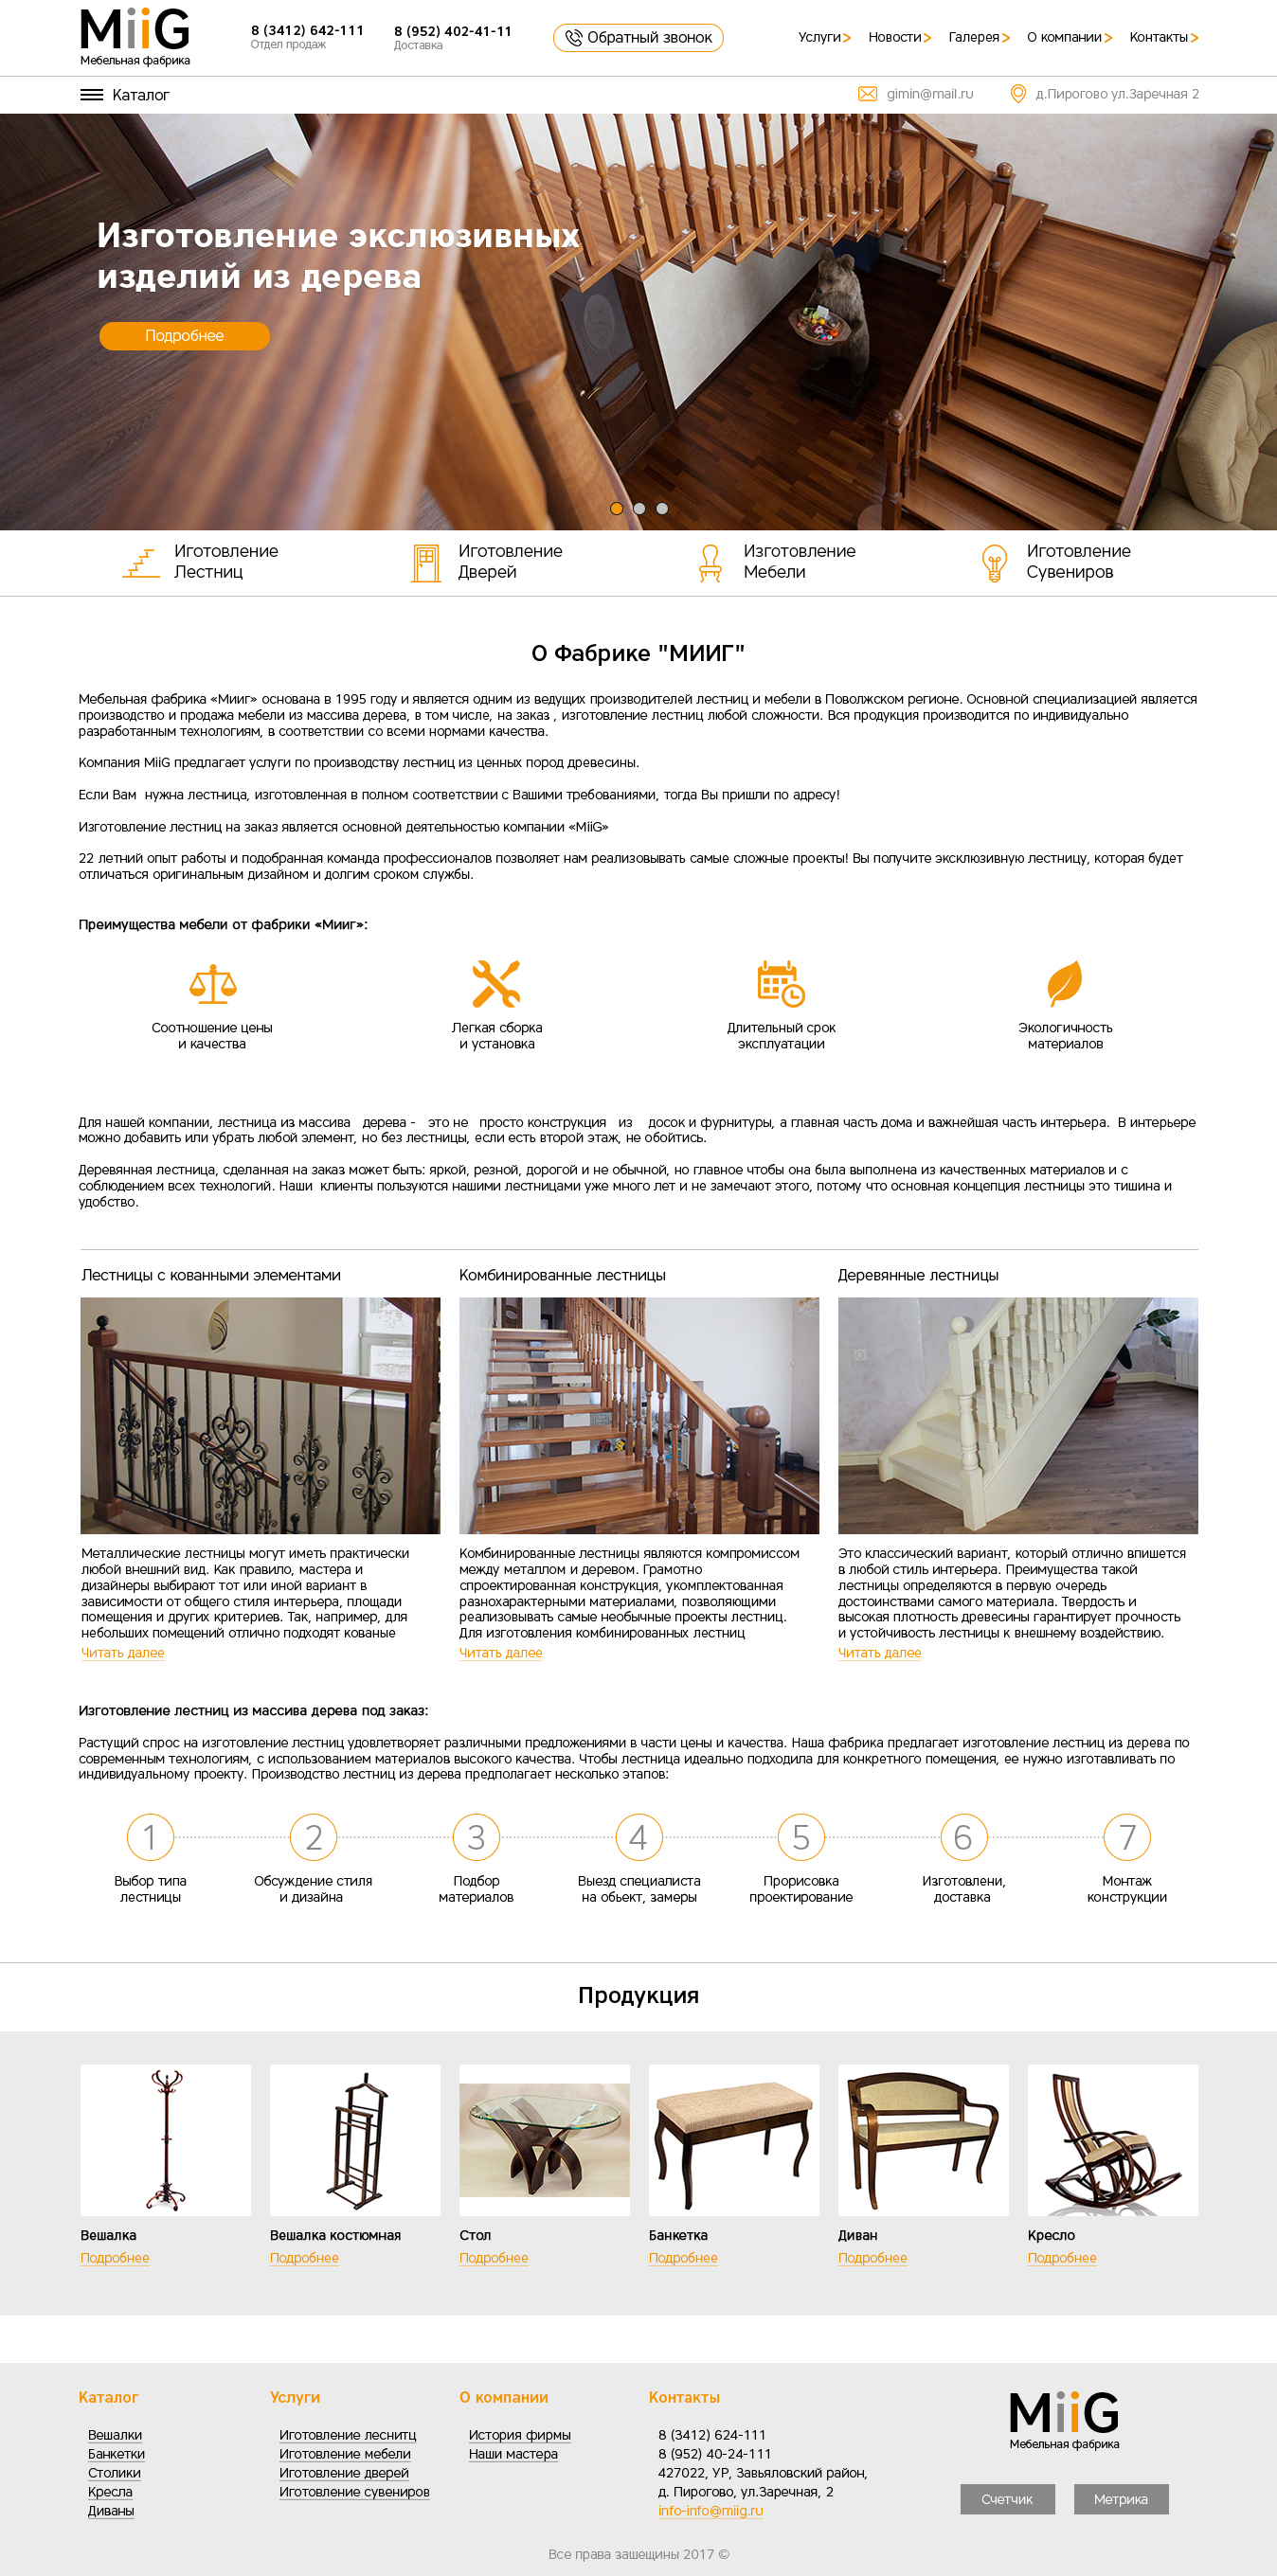 MiiG
Мебельная фабрика
8 (3412) 642-111
Отдел продаж
8 (952) 402-41-11
Доставка
Обратный звонок
Услуги >
Новости >
Галерея >
О компании >
Контакты >
Каталог
gimin@mail.ru
д.Пирогово ул.Заречная 2
Изготовление экслюзивных
изделий из дерева
Подробнее
Иготовление
Лестниц
Иготовление
Дверей
Изготовление
Мебели
Иготовление
Сувениров
О Фабрике "МИИГ"
Мебельная фабрика «Мииг» основана в 1995 году и является одним из ведущих производителей лестниц и мебели в Поволжском регионе. Основной специализацией является
производство и продажа мебели из массива дерева, в том числе, на заказ , изготовление лестниц любой сложности. Вся продукция производится по индивидуально
разработанным технологиям, в соответствии со всеми нормами качества.
Компания MiiG предлагает услуги по производству лестниц из ценных пород древесины.
Если Вам  нужна лестница, изготовленная в полном соответствии с Вашими требованиями, тогда Вы пришли по адресу!
Изготовление лестниц на заказ является основной деятельностью компании «MiiG»
22 летний опыт работы и подобранная команда профессионалов позволяет нам реализовывать самые сложные проекты! Вы получите эксклюзивную лестницу, которая будет
отличаться оригинальным дизайном и долгим сроком службы.
Преимущества мебели от фабрики «Мииг»:
Соотношение цены
и качества
Легкая сборка
и установка
Длительный срок
эксплуатации
Экологичность
материалов
Для нашей компании, лестница из массива   дерева -   это не   просто конструкция   из    досок и фурнитуры, а главная часть дома и важнейшая часть интерьера.  В интерьере
можно добавить или убрать любой элемент, но без лестницы, если есть второй этаж, не обойтись.
Деревянная лестница, сделанная на заказ может быть: яркой, резной, дорогой и не обычной, но главное чтобы она была выполнена из качественных материалов и с
соблюдением всех технологий. Наши  клиенты пользуются нашими лестницами уже много лет и не замечают этого, потому что основная концепция лестницы это тишина и
удобство.
Лестницы с кованными элементами
Металлические лестницы могут иметь практически
любой внешний вид. Как правило, мастера и
дизайнеры выбирают тот или иной вариант в
зависимости от общего стиля интерьера, площади
помещения и других критериев. Так, например, для
небольших помещений отлично подходят кованые
Читать далее
Комбинированные лестницы
Комбинированные лестницы являются компромиссом
между металлом и деревом. Грамотно
спроектированная конструкция, укомплектованная
разнохарактерными материалами, позволяющими
реализовывать самые необычные проекты лестниц.
Для изготовления комбинированных лестниц
Читать далее
Деревянные лестницы
Это классический вариант, который отлично впишется
в любой стиль интерьера. Преимущества такой
лестницы определяются в первую очередь
достоинствами самого материала. Твердость и
высокая плотность древесины гарантирует прочность
и устойчивость лестницы к внешнему воздействию.
Читать далее
Изготовление лестниц из массива дерева под заказ:
Растущий спрос на изготовление лестниц удовлетворяет различными предложениями в части цены и качества. Наша фабрика предлагает изготовление лестниц из дерева по
современным технологиям, с использованием материалов высокого качества. Чтобы лестница идеально подходила для конкретного помещения, ее нужно изготавливать по
индивидуальному проекту. Производство лестниц из дерева предполагает несколько этапов:
1
Выбор типа
лестницы
2
Обсуждение стиля
и дизайна
3
Подбор
материалов
4
Выезд специалиста
на обьект, замеры
5
Прорисовка
проектирование
6
Изготовлени,
доставка
7
Монтаж
конструкции
Продукция
Вешалка
Подробнее
Вешалка костюмная
Подробнее
Стол
Подробнее
Банкетка
Подробнее
Диван
Подробнее
Кресло
Подробнее
Каталог
Вешалки
Банкетки
Столики
Кресла
Диваны
Услуги
Иготовление леснитц
Иготовление мебели
Иготовление дверей
Иготовление сувениров
О компании
История фирмы
Наши мастера
Контакты
8 (3412) 624-111
8 (952) 40-24-111
427022, УР, Завьяловский район,
д. Пирогово, ул.Заречная, 2
info-info@miig.ru
MiiG
Мебельная фабрика
Счетчик
Метрика
Все права зашещины 2017 ©